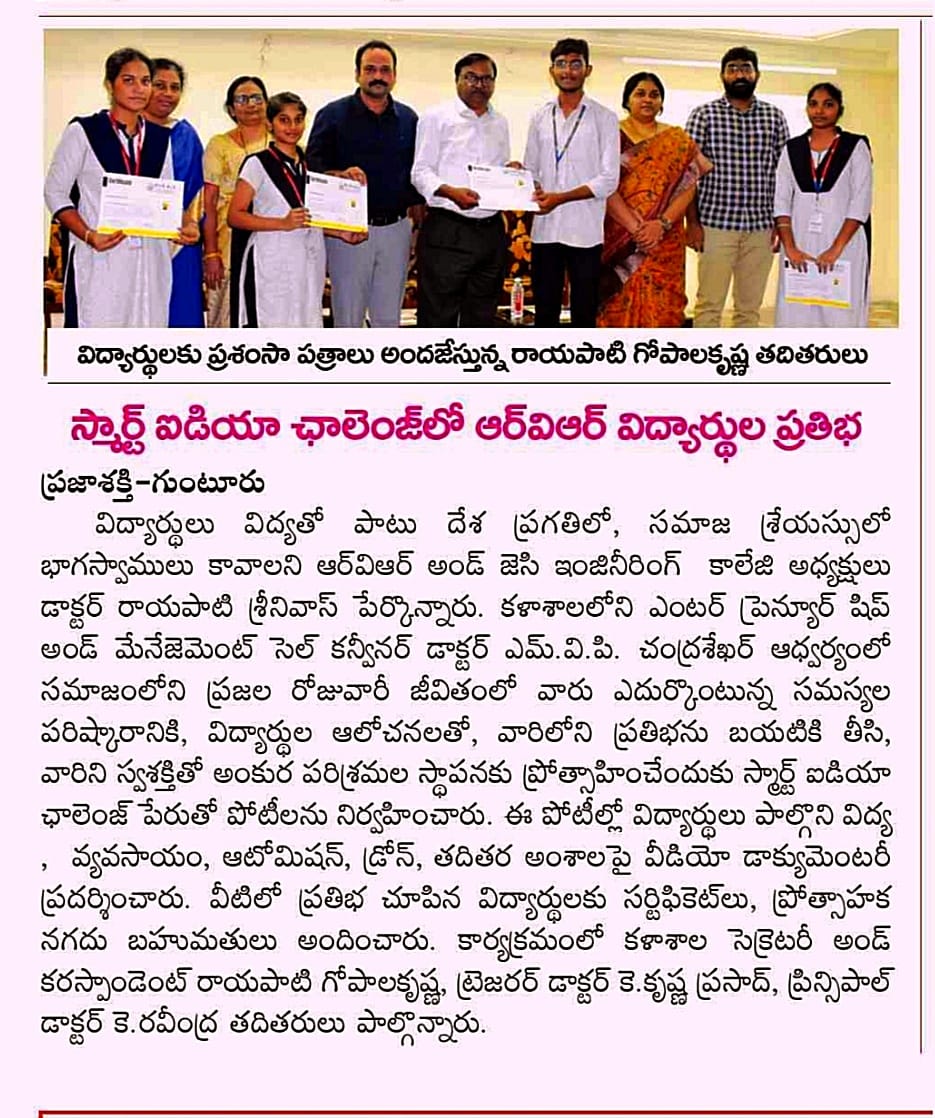 విద్యార్థులకు ప్రశంసా పత్రాలు అందజేస్తున్న రాయపాటి గోపాలకృష్ణ తదితరులు
స్మార్ట్ ఐడియా ఛాలెంజ్‌లో ఆర్‌విఆర్ విద్యార్థుల ప్రతిభ
ప్రజాశక్తి-గుంటూరు
విద్యార్థులు విద్యతో పాటు దేశ ప్రగతిలో, సమాజ శ్రేయస్సులో
భాగస్వాములు కావాలని ఆర్‌విఆర్ అండ్ జెసి ఇంజినీరింగ్ కాలేజి అధ్యక్షులు
డాక్టర్ రాయపాటి శ్రీనివాస్ పేర్కొన్నారు. కళాశాలలోని ఎంటర్ ప్రెన్యూర్ షిప్
అండ్ మేనేజెమెంట్ సెల్ కన్వీనర్ డాక్టర్ ఎమ్.వి.పి. చంద్రశేఖర్ ఆధ్వర్యంలో
సమాజంలోని ప్రజల రోజువారీ జీవితంలో వారు ఎదుర్కొంటున్న సమస్యల
పరిష్కారానికి, విద్యార్థుల ఆలోచనలతో, వారిలోని ప్రతిభను బయటికి తీసి,
వారిని స్వశక్తితో అంకుర పరిశ్రమల స్థాపనకు ప్రోత్సాహించేందుకు స్మార్ట్ ఐడియా
ఛాలెంజ్ పేరుతో పోటీలను నిర్వహించారు. ఈ పోటీల్లో విద్యార్థులు పాల్గొని విద్య
, వ్యవసాయం, ఆటోమిషన్, డ్రోన్, తదితర అంశాలపై వీడియో డాక్యుమెంటరీ
ప్రదర్శించారు. వీటిలో ప్రతిభ చూపిన విద్యార్థులకు సర్టిఫికెట్‌లు, ప్రోత్సాహక
నగదు బహుమతులు అందించారు. కార్యక్రమంలో కళాశాల సెక్రెటరీ అండ్
కరస్పాండెంట్ రాయపాటి గోపాలకృష్ణ, ట్రెజరర్ డాక్టర్ కె.కృష్ణ ప్రసాద్, ప్రిన్సిపాల్
డాక్టర్ కె.రవీంద్ర తదితరులు పాల్గొన్నారు.